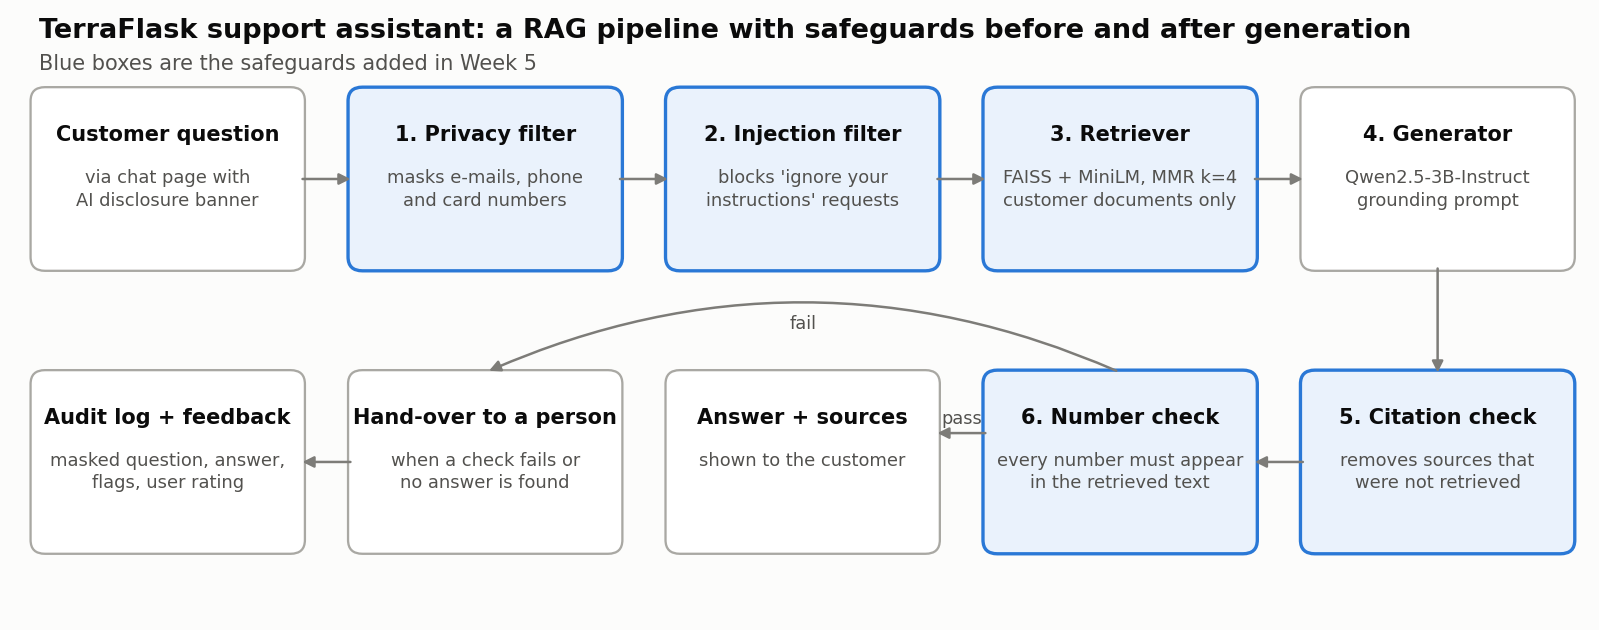 TerraFlask support assistant: a RAG pipeline with safeguards before and after generation
Blue boxes are the safeguards added in Week 5
Customer question
via chat page with
AI disclosure banner
1. Privacy filter
masks e-mails, phone
and card numbers
2. Injection filter
blocks 'ignore your
instructions' requests
3. Retriever
FAISS + MiniLM, MMR k=4
customer documents only
4. Generator
Qwen2.5-3B-Instruct
grounding prompt
fail
Audit log + feedback
masked question, answer,
flags, user rating
Hand-over to a person
when a check fails or
no answer is found
Answer + sources
shown to the customer
pass
6. Number check
every number must appear
in the retrieved text
5. Citation check
removes sources that
were not retrieved